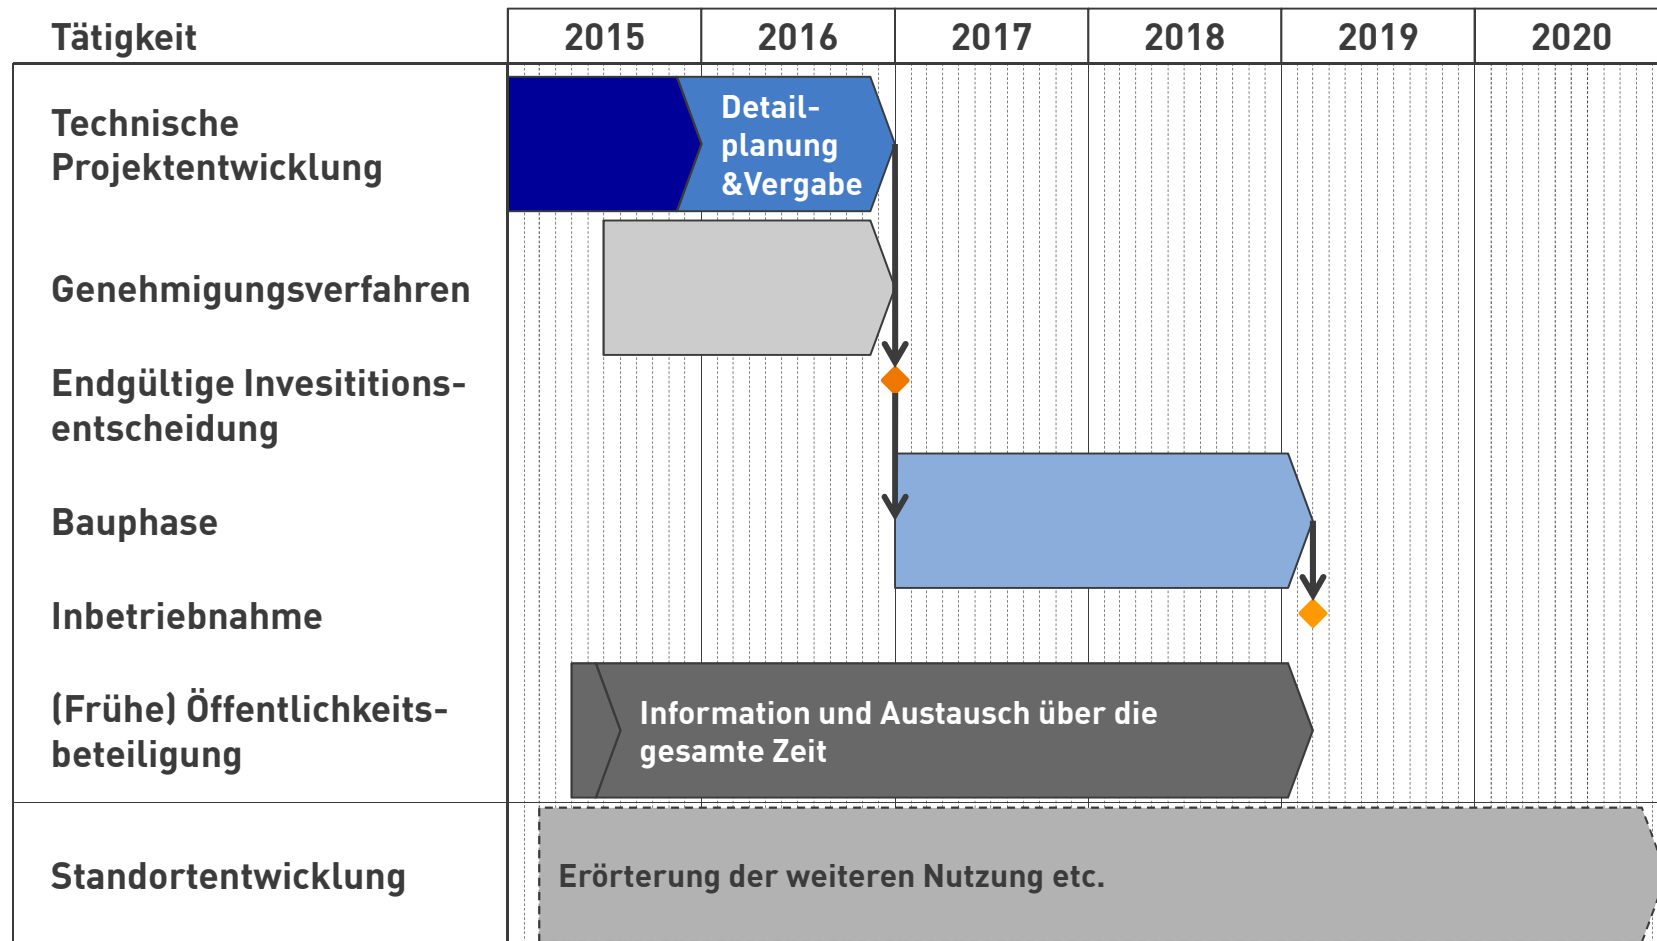 Tätigkeit 2015 2016 2017 2018 2019 2020
Technische
Projektentwicklung
Detail-
planung
&Vergabe
Genehmigungsverfahren
Endgültige Invesititions-
entscheidung
Bauphase
Inbetriebnahme
(Frühe) Öffentlichkeits-
beteiligung
Information und Austausch über die
gesamte Zeit
Standortentwicklung
Erörterung der weiteren Nutzung etc.